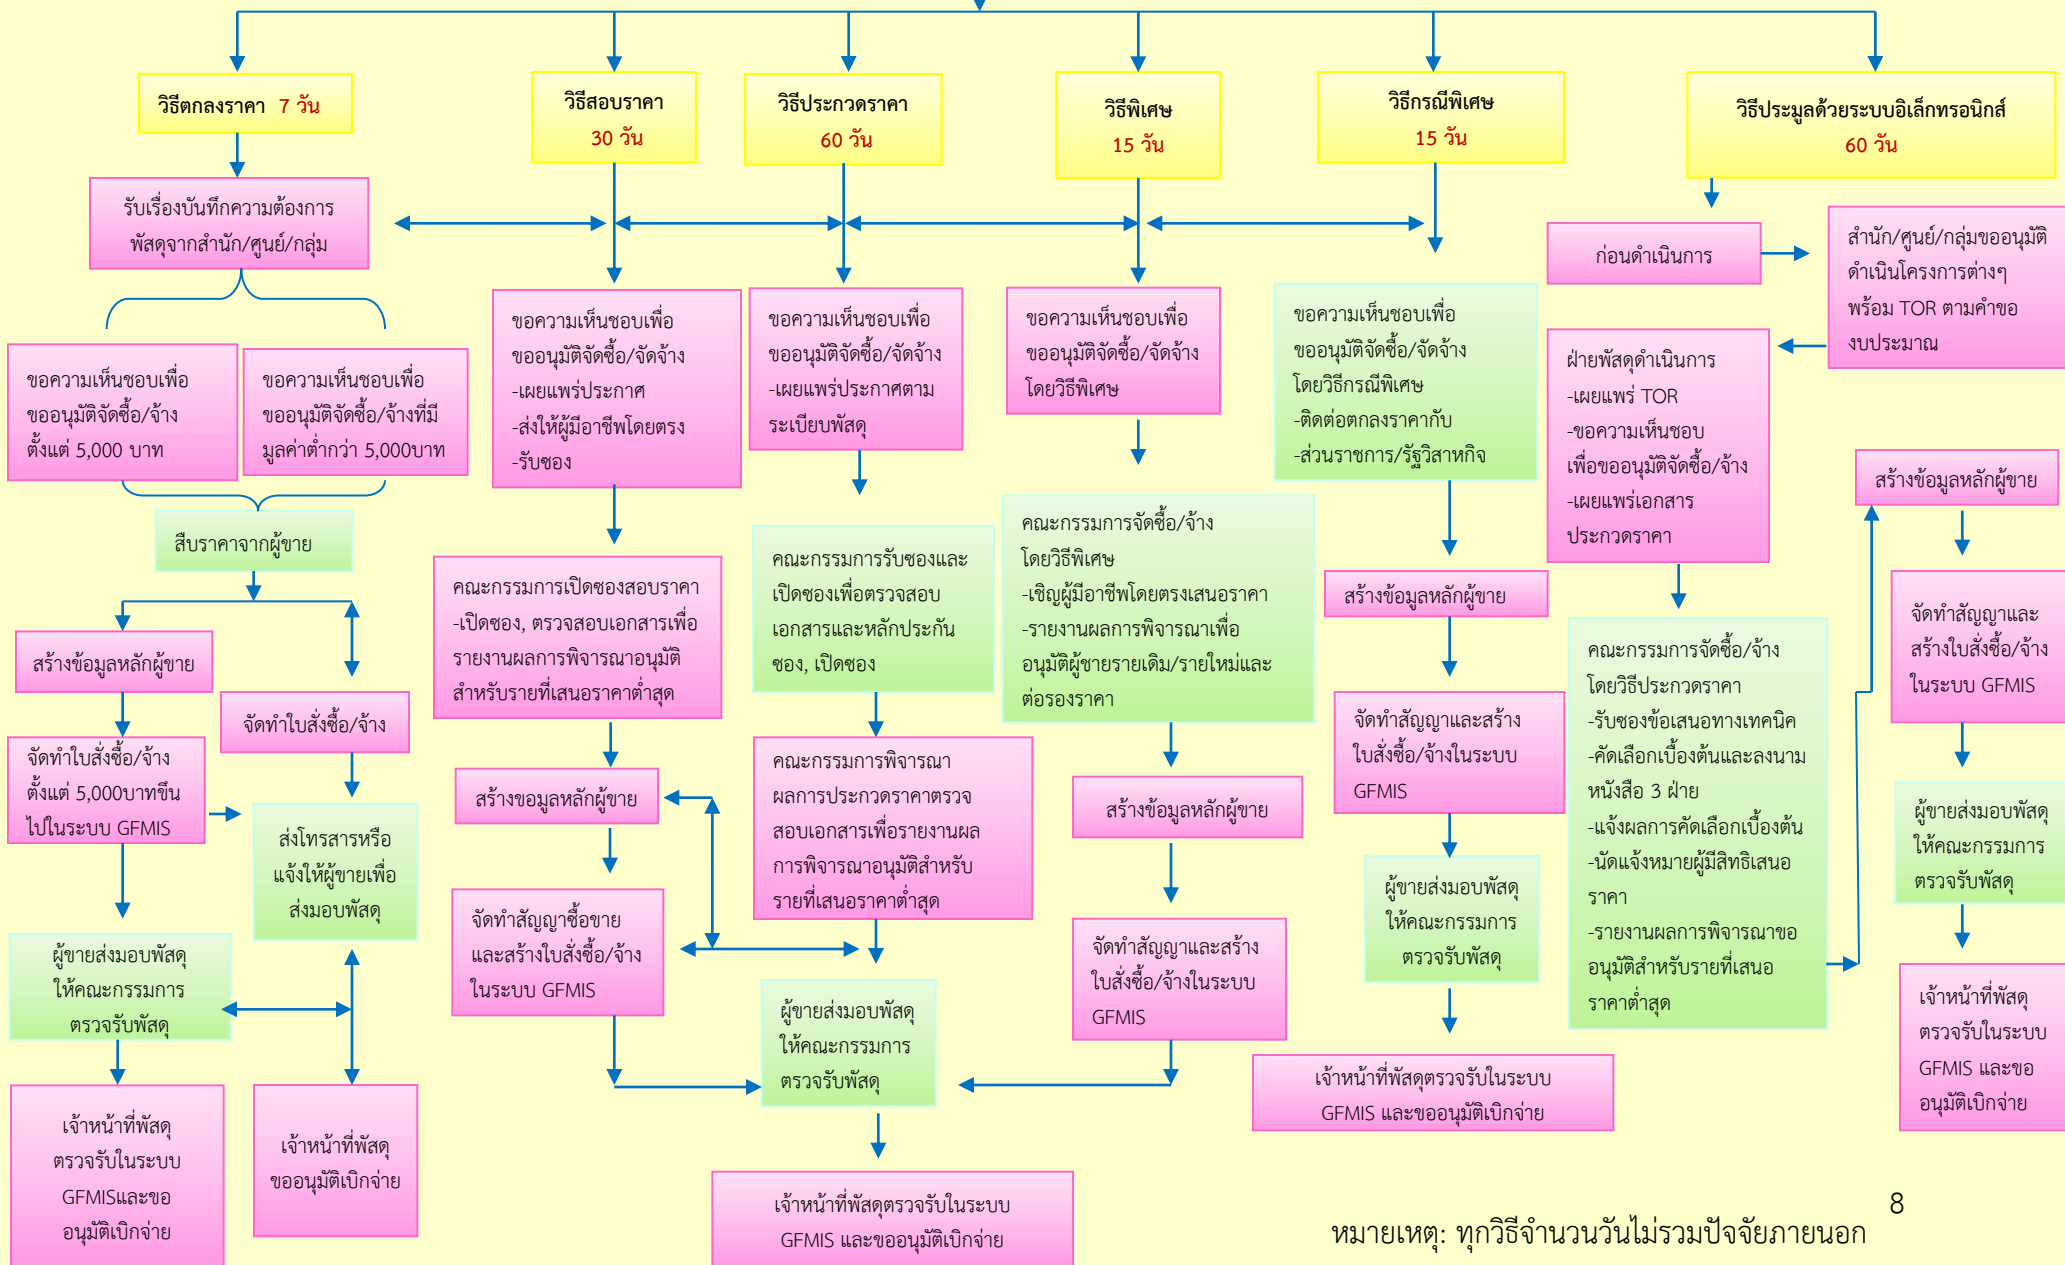 วิธีตกลงราคา 7 วัน
วิธีสอบราคา
30 วัน
วิธีประกวดราคา
60 วัน
วิธีพิเศษ
15 วัน
วิธีกรณีพิเศษ
15 วัน
วิธีประมูลด้วยระบบอิเล็กทรอนิกส์
60 วัน
รับเรื่องบันทึกความต้องการ
พัสดุจากสำนัก/ศูนย์/กลุ่ม
ขอความเห็นชอบเพื่อ
ขออนุมัติจัดซื้อ/จ้าง
ตั้งแต่ 5,000 บาท
ขอความเห็นชอบเพื่อ
ขออนุมัติจัดซื้อ/จ้างที่มี
มูลค่าต่ำกว่า 5,000บาท
สืบราคาจากผู้ขาย
สร้างข้อมูลหลักผู้ขาย
จัดทำใบสั่งซื้อ/จ้าง
ตั้งแต่ 5,000บาทขึ้น
ไปในระบบ GFMIS
จัดทำใบสั่งซื้อ/จ้าง
ส่งโทรสารหรือ
แจ้งให้ผู้ขายเพื่อ
ส่งมอบพัสดุ
ผู้ขายส่งมอบพัสดุ
ให้คณะกรรมการ
ตรวจรับพัสดุ
เจ้าหน้าที่พัสดุ
ตรวจรับในระบบ
GFMISและขอ
อนุมัติเบิกจ่าย
เจ้าหน้าที่พัสดุ
ขออนุมัติเบิกจ่าย
ขอความเห็นชอบเพื่อ
ขออนุมัติจัดซื้อ/จัดจ้าง
-เผยแพร่ประกาศ
-ส่งให้ผู้มีอาชีพโดยตรง
-รับซอง
คณะกรรมการเปิดซองสอบราคา
-เปิดซอง, ตรวจสอบเอกสารเพื่อ
รายงานผลการพิจารณาอนุมัติ
สำหรับรายที่เสนอราคาต่ำสุด
สร้างขอมูลหลักผู้ขาย
จัดทำสัญญาซื้อขาย
และสร้างใบสั่งซื้อ/จ้าง
ในระบบ GFMIS
ขอความเห็นชอบเพื่อ
ขออนุมัติจัดซื้อ/จัดจ้าง
-เผยแพร่ประกาศตาม
ระเบียบพัสดุ
คณะกรรมการรับซองและ
เปิดซองเพื่อตรวจสอบ
เอกสารและหลักประกัน
ซอง, เปิดซอง
คณะกรรมการพิจารณา
ผลการประกวดราคาตรวจ
สอบเอกสารเพื่อรายงานผล
การพิจารณาอนุมัติสำหรับ
รายที่เสนอราคาต่ำสุด
ผู้ขายส่งมอบพัสดุ
ให้คณะกรรมการ
ตรวจรับพัสดุ
เจ้าหน้าที่พัสดุตรวจรับในระบบ
GFMIS และขออนุมัติเบิกจ่าย
ขอความเห็นชอบเพื่อ
ขออนุมัติจัดซื้อ/จัดจ้าง
โดยวิธีพิเศษ
คณะกรรมการจัดซื้อ/จ้าง
โดยวิธีพิเศษ
-เชิญผู้มีอาชีพโดยตรงเสนอราคา
-รายงานผลการพิจารณาเพื่อ
อนุมัติผู้ชายรายเดิม/รายใหม่และ
ต่อรองราคา
สร้างข้อมูลหลักผู้ขาย
จัดทำสัญญาและสร้าง
ใบสั่งซื้อ/จ้างในระบบ
GFMIS
ขอความเห็นชอบเพื่อ
ขออนุมัติจัดซื้อ/จัดจ้าง
โดยวิธีกรณีพิเศษ
-ติดต่อตกลงราคากับ
-ส่วนราชการ/รัฐวิสาหกิจ
สร้างข้อมูลหลักผู้ขาย
จัดทำสัญญาและสร้าง
ใบสั่งซื้อ/จ้างในระบบ
GFMIS
ผู้ขายส่งมอบพัสดุ
ให้คณะกรรมการ
ตรวจรับพัสดุ
เจ้าหน้าที่พัสดุตรวจรับในระบบ
GFMIS และขออนุมัติเบิกจ่าย
ก่อนดำเนินการ
สำนัก/ศูนย์/กลุ่มขออนุมัติ
ดำเนินโครงการต่างๆ
พร้อม TOR ตามคำขอ
งบประมาณ
ฝ่ายพัสดุดำเนินการ
-เผยแพร่ TOR
-ขอความเห็นชอบ
เพื่อขออนุมัติจัดซื้อ/จ้าง
-เผยแพร่เอกสาร
ประกวดราคา
คณะกรรมการจัดซื้อ/จ้าง
โดยวิธีประกวดราคา
-รับซองข้อเสนอทางเทคนิค
-คัดเลือกเบื้องต้นและลงนาม
หนังสือ 3 ฝ่าย
-แจ้งผลการคัดเลือกเบื้องต้น
-นัดแจ้งหมายผู้มีสิทธิเสนอ
ราคา
-รายงานผลการพิจารณาขอ
อนุมัติสำหรับรายที่เสนอ
ราคาต่ำสุด
สร้างข้อมูลหลักผู้ขาย
จัดทำสัญญาและ
สร้างใบสั่งซื้อ/จ้าง
ในระบบ GFMIS
ผู้ขายส่งมอบพัสดุ
ให้คณะกรรมการ
ตรวจรับพัสดุ
เจ้าหน้าที่พัสดุ
ตรวจรับในระบบ
GFMIS และขอ
อนุมัติเบิกจ่าย
8
หมายเหตุ: ทุกวิธีจำนวนวันไม่รวมปัจจัยภายนอก